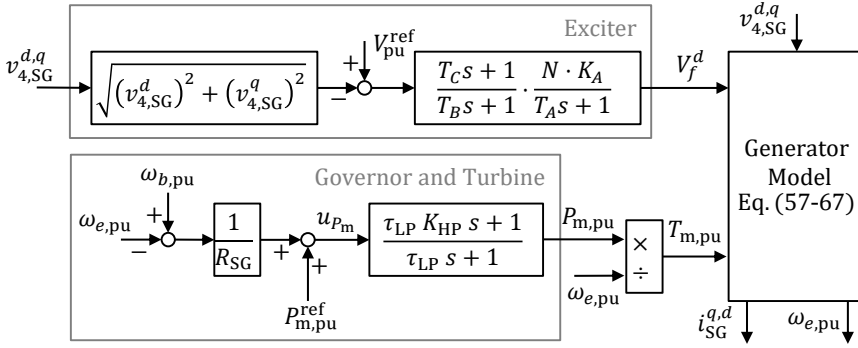 Exciter
v_{4,SG}^{d,q}
\sqrt{(v_{4,SG}^{d})^2 + (v_{4,SG}^{q})^2}
−
+
V_{pu}^{ref}
\frac{T_C s + 1}{T_B s + 1} · \frac{N · K_A}{T_A s + 1}
V_f^d
v_{4,SG}^{d,q}
Generator
Model
Eq. (57-67)
Governor and Turbine
ω_{b,pu}
ω_{e,pu}
+
−
\frac{1}{R_{SG}}
+
+
u_{P_m}
P_{m,pu}^{ref}
\frac{τ_{LP} K_{HP} s + 1}{τ_{LP} s + 1}
P_{m,pu}
ω_{e,pu}
×
÷
T_{m,pu}
i_{SG}^{q,d}
ω_{e,pu}